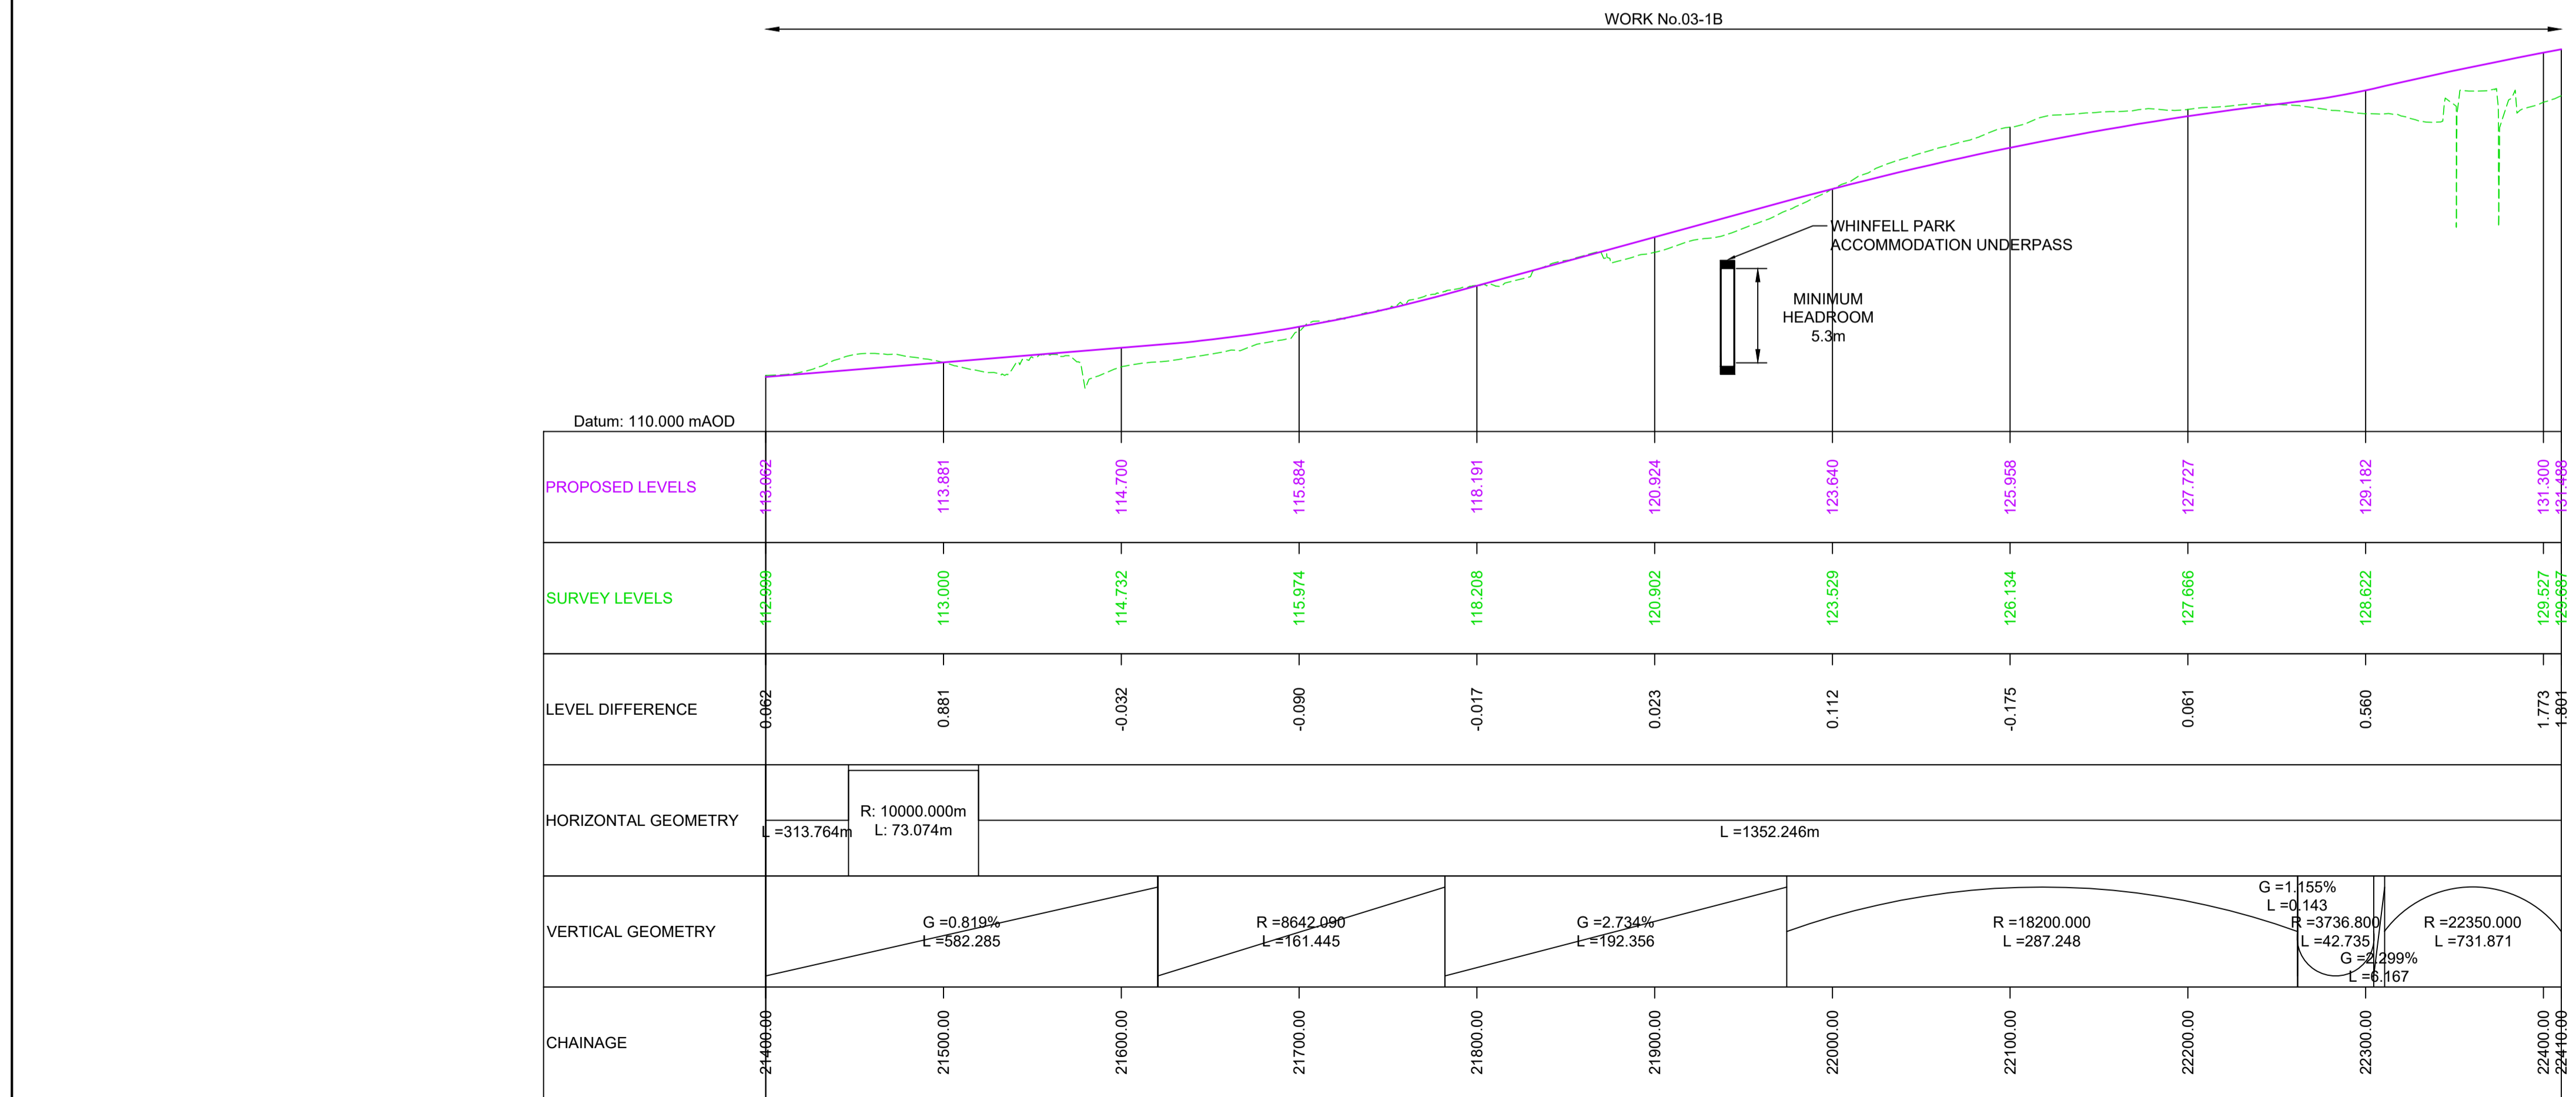 WORK No.03-1B
WHINFELL PARK
ACCOMMODATION UNDERPASS
MINIMUM
HEADROOM
5.3m
Datum: 110.000 mAOD
PROPOSED LEVELS
113.062
113.881
114.700
115.884
118.191
120.924
123.640
125.958
127.727
129.182
131.300
131.488
SURVEY LEVELS
112.999
113.000
114.732
115.974
118.208
120.902
123.529
126.134
127.666
128.622
129.527
129.687
LEVEL DIFFERENCE
0.062
0.881
-0.032
-0.090
-0.017
0.023
0.112
-0.175
0.061
0.560
1.773
1.801
HORIZONTAL GEOMETRY
L =313.764m
R: 10000.000m
L: 73.074m
L =1352.246m
VERTICAL GEOMETRY
G =0.819%
L =582.285
R =8642.090
L =161.445
G =2.734%
L =192.356
R =18200.000
L =287.248
G =1.155%
L =0.143
R =3736.800
L =42.735
G =2.299%
L =6.167
R =22350.000
L =731.871
CHAINAGE
21400.00
21500.00
21600.00
21700.00
21800.00
21900.00
22000.00
22100.00
22200.00
22300.00
22400.00
22410.00